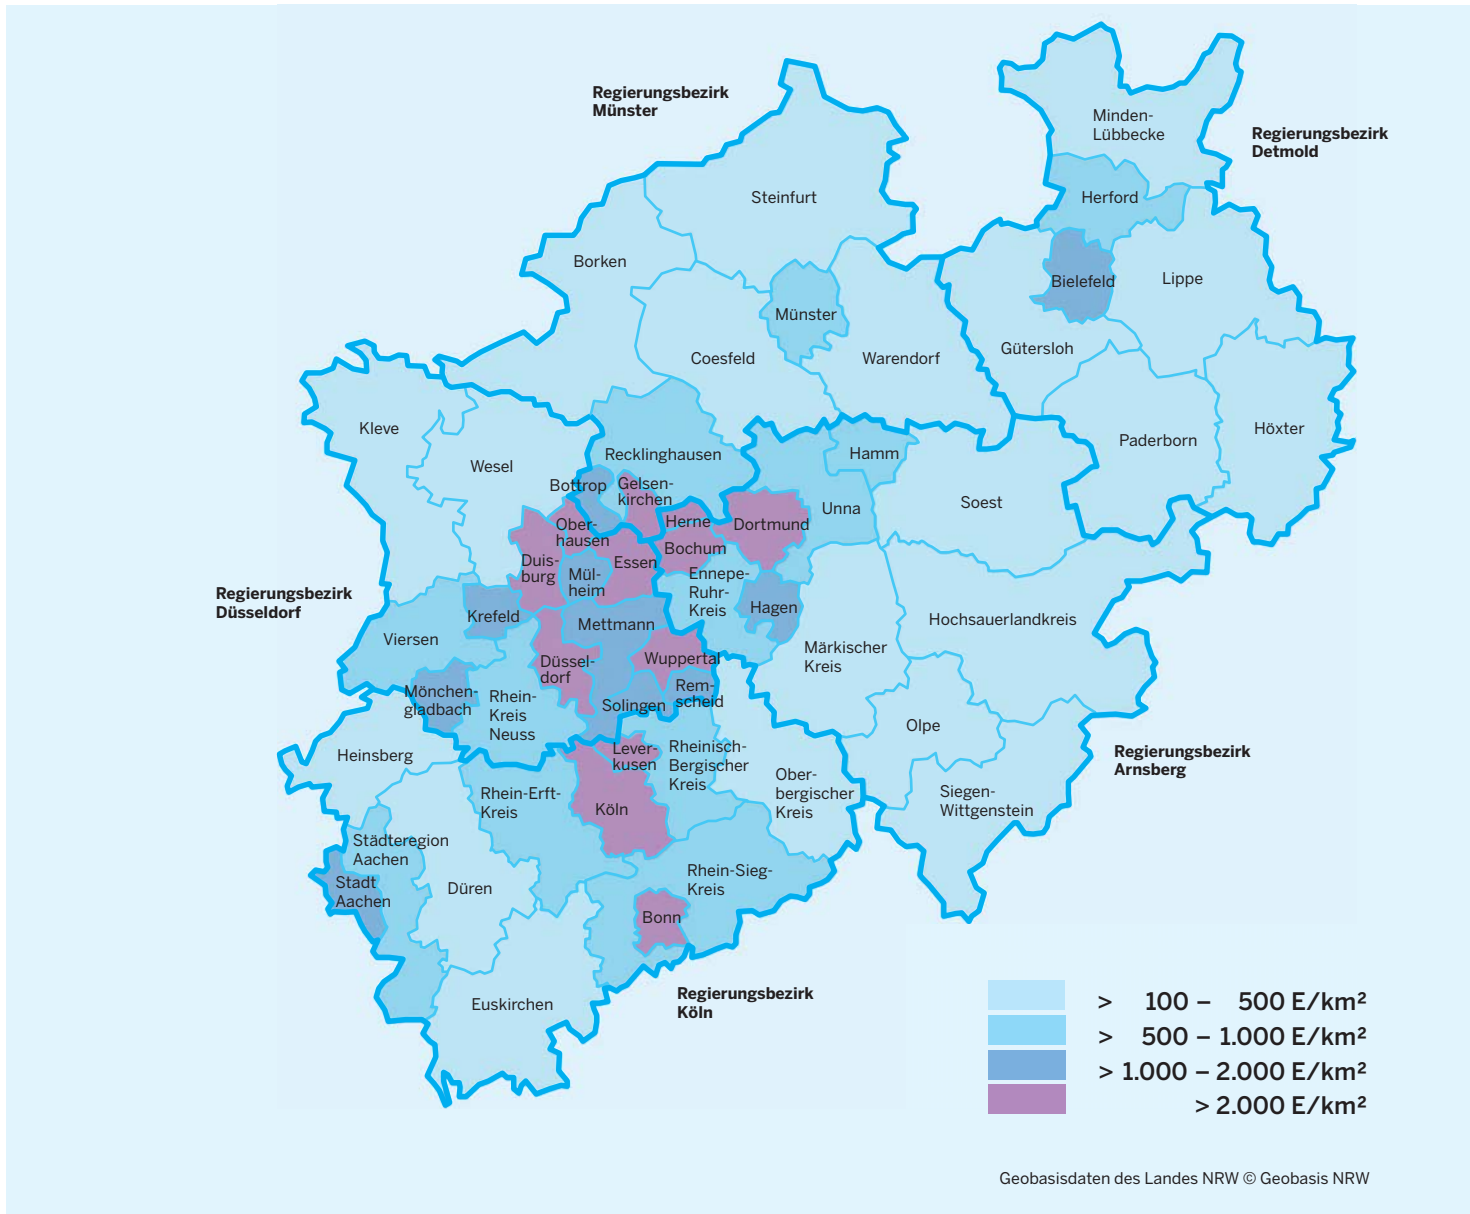 Regierungsbezirk
Münster
Minden-
Lübbecke
Regierungsbezirk
Detmold
Steinfurt
Herford
Borken
Bielefeld
Lippe
Münster
Coesfeld
Warendorf
Gütersloh
Kleve
Wesel
Recklinghausen
Hamm
Paderborn
Höxter
Bottrop
Gelsen-
kirchen
Unna
Soest
Ober-
hausen
Herne
Dortmund
Bochum
Duis-
burg
Essen
Mül-
heim
Ennepe-
Ruhr-
Kreis
Hagen
Regierungsbezirk
Düsseldorf
Krefeld
Mettmann
Viersen
Hochsauerlandkreis
Märkischer
Kreis
Düssel-
dorf
Wuppertal
Mönchen-
gladbach
Rhein-
Kreis
Neuss
Solingen
Rem-
scheid
Olpe
Heinsberg
Lever-
kusen
Rheinisch-
Bergischer
Kreis
Regierungsbezirk
Arnsberg
Rhein-Erft-
Kreis
Köln
Ober-
bergischer
Kreis
Siegen-
Wittgenstein
Städteregion
Aachen
Stadt
Aachen
Düren
Rhein-Sieg-
Kreis
Bonn
Euskirchen
Regierungsbezirk
Köln
> 100 – 500 E/km²
> 500 – 1.000 E/km²
> 1.000 – 2.000 E/km²
> 2.000 E/km²
Geobasisdaten des Landes NRW © Geobasis NRW